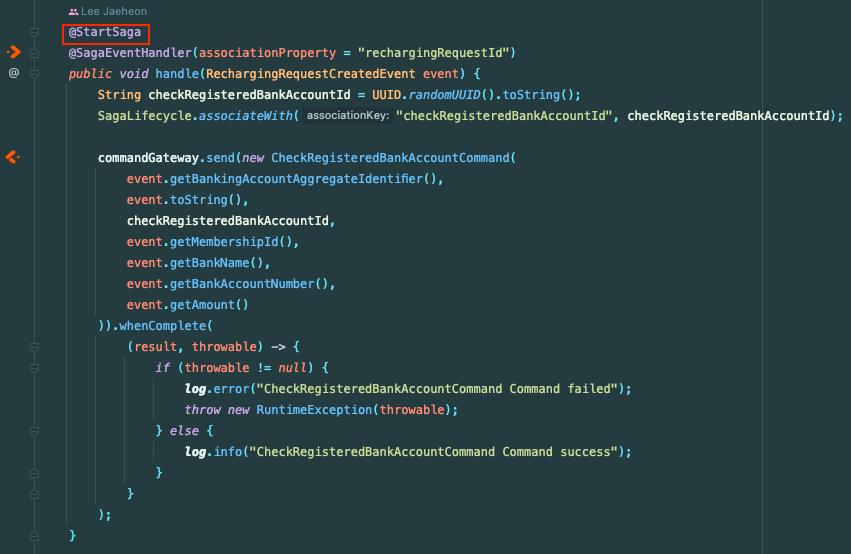 Lee Jaeheon
@StartSaga
@SagaEventHandler(associationProperty = "rechargingRequestId")
@ public void handle(RechargingRequestCreatedEvent event) {
String checkRegisteredBankAccountId = UUID.randomUUID().toString();
SagaLifecycle.associateWith( associationKey: "checkRegisteredBankAccountId", checkRegisteredBankAccountId);
commandGateway.send(new CheckRegisteredBankAccountCommand(
event.getBankingAccountAggregateIdentifier(),
event.toString(),
checkRegisteredBankAccountId,
event.getMembershipId(),
event.getBankName(),
event.getBankAccountNumber(),
event.getAmount()
)).whenComplete(
(result, throwable) -> {
if (throwable != null) {
log.error("CheckRegisteredBankAccountCommand Command failed");
throw new RuntimeException(throwable);
} else {
log.info("CheckRegisteredBankAccountCommand Command success");
}
}
);
}